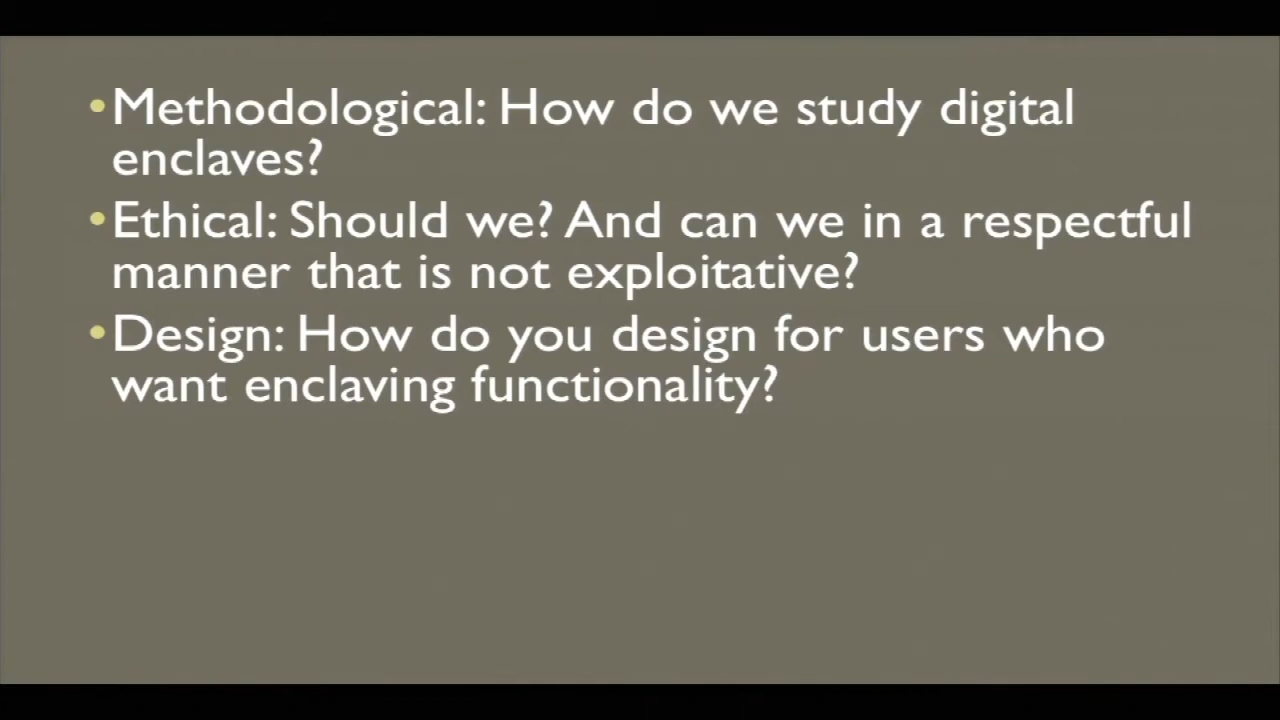 •Methodological: How do we study digital
enclaves?
•Ethical: Should we? And can we in a respectful
manner that is not exploitative?
•Design: How do you design for users who
want enclaving functionality?